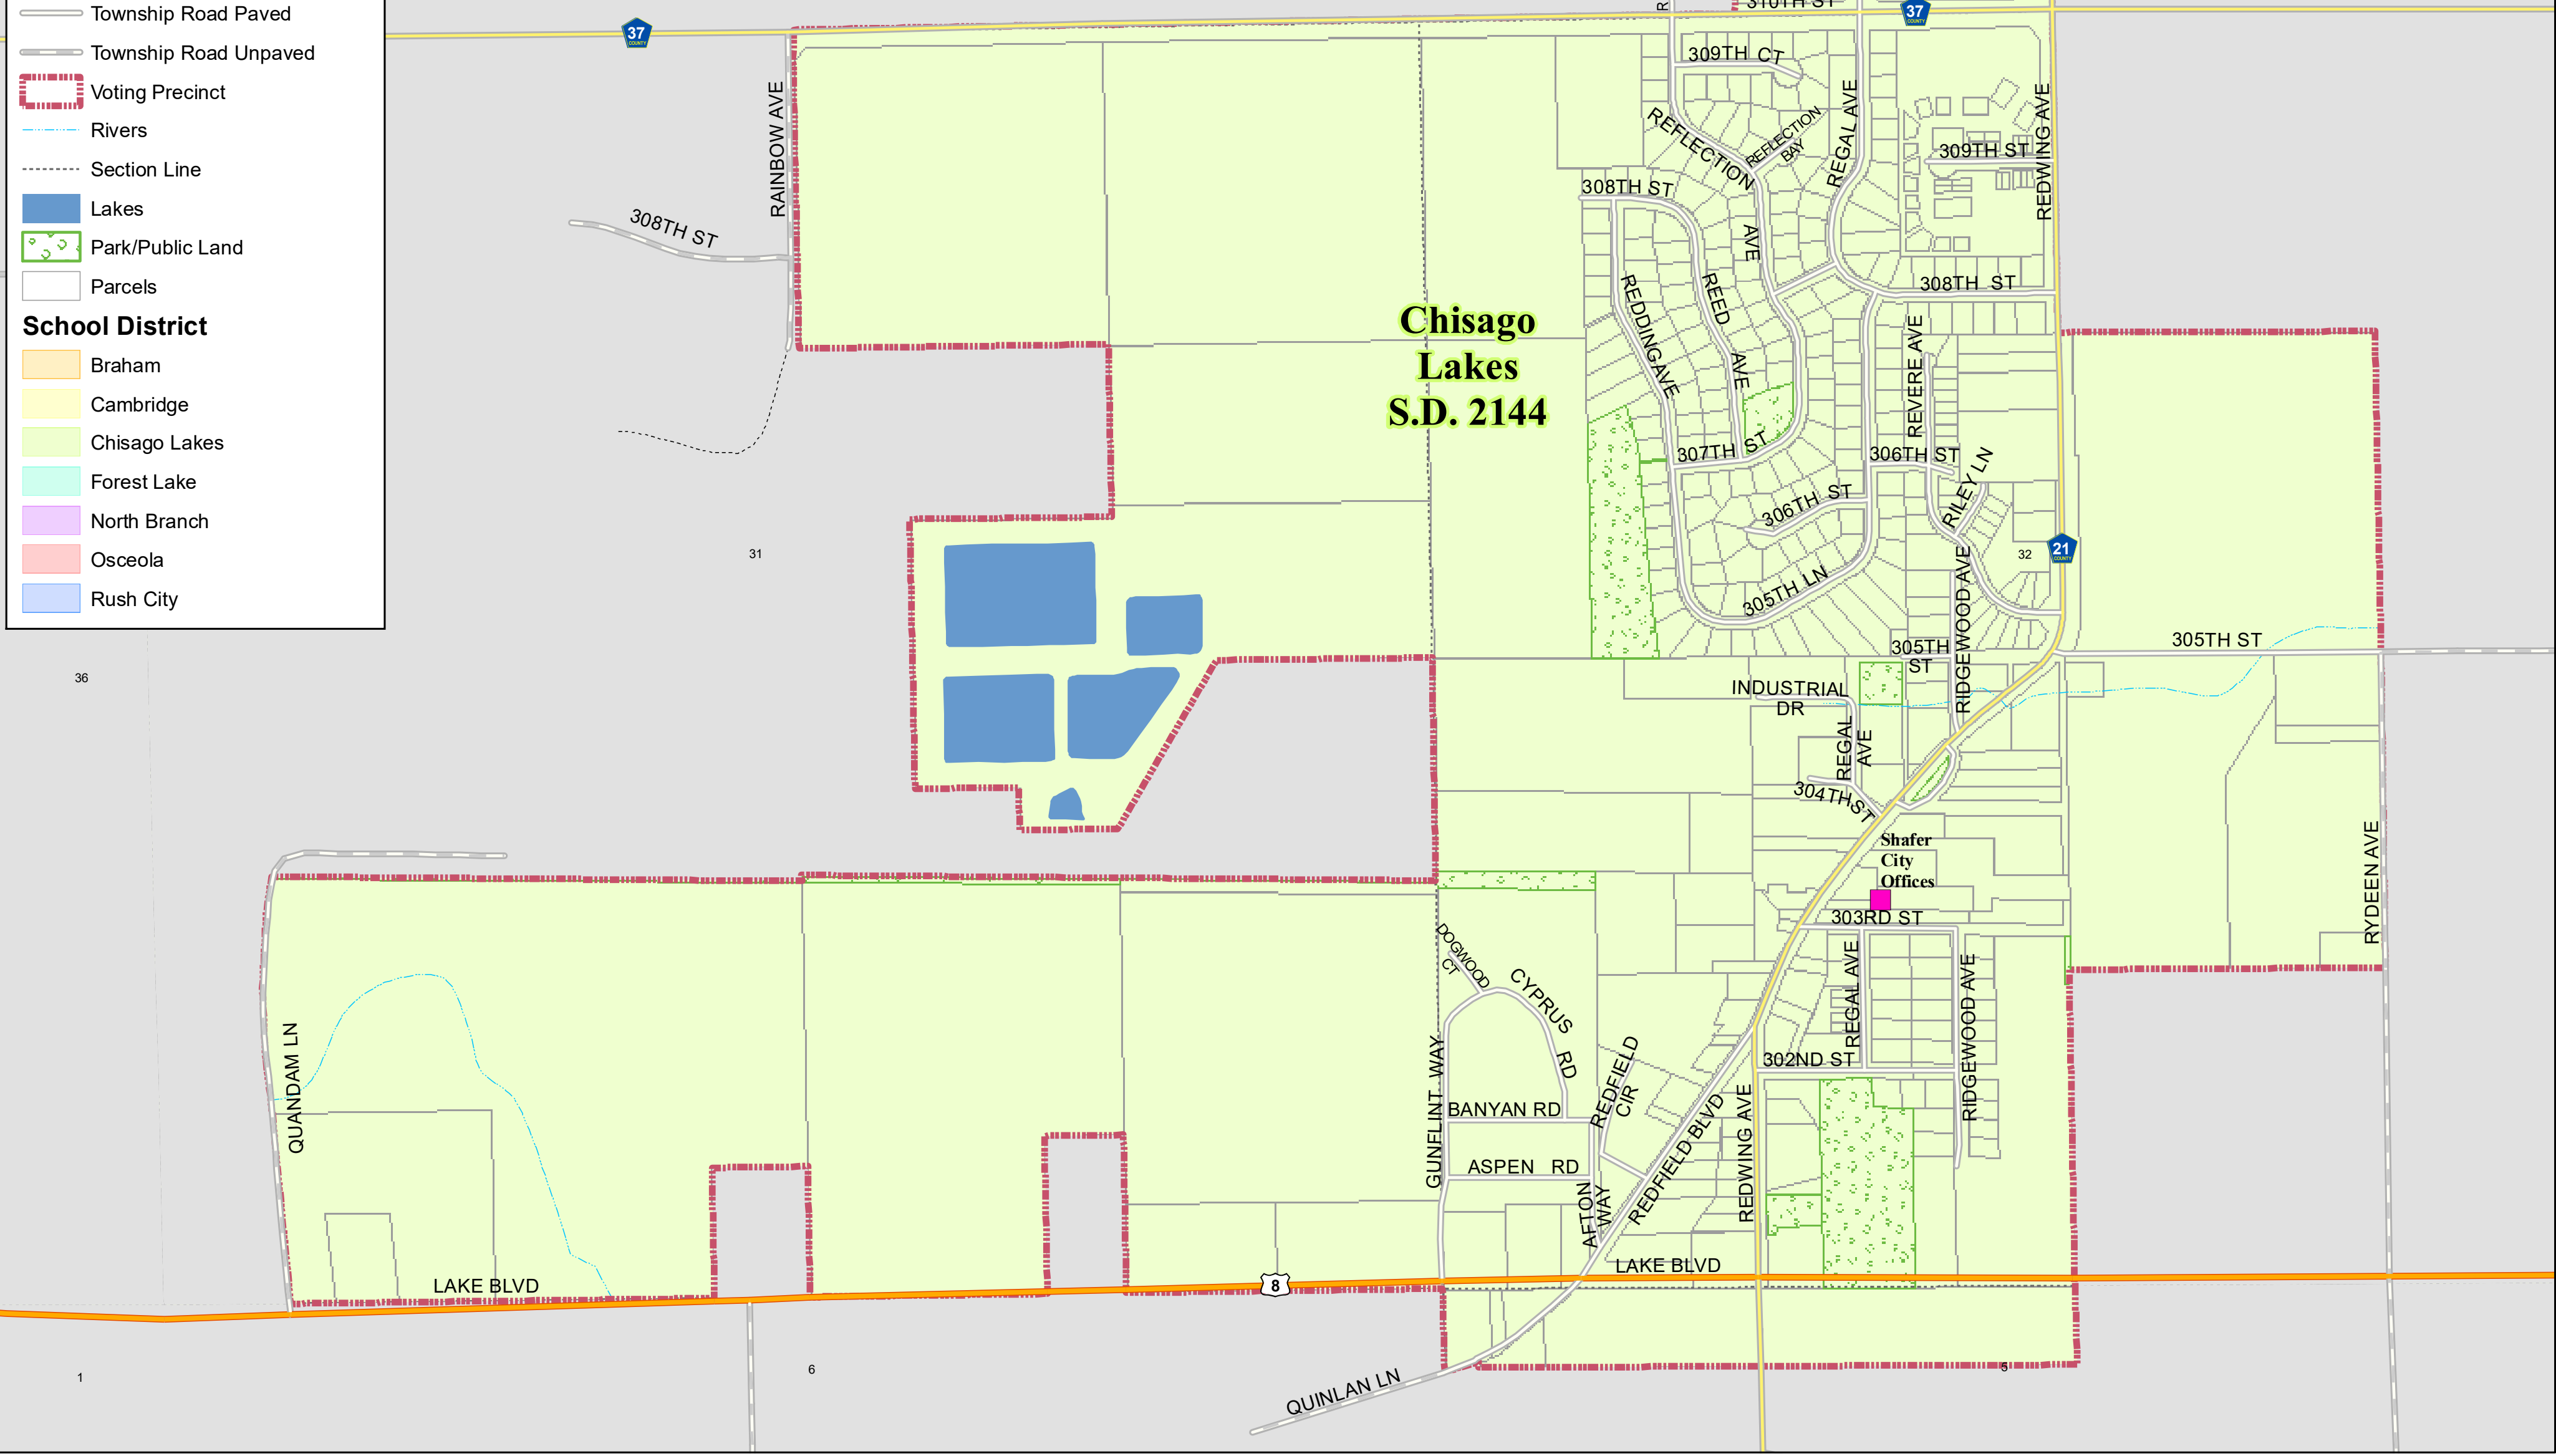 Township Road Paved
Township Road Unpaved
Voting Precinct
Rivers
Section Line
Lakes
Park/Public Land
Parcels
School District
Braham
Cambridge
Chisago Lakes
Forest Lake
North Branch
Osceola
Rush City
37
COUNTY
37
COUNTY
310TH ST
R
309TH CT
RAINBOW AVE
REFLECTION
AVE
REFLECTION
BAY
REGAL AVE
REDWING AVE
309TH ST
308TH ST
308TH ST
308TH ST
REDDING AVE
REED
AVE
REVERE AVE
Chisago
Lakes
S.D. 2144
307TH ST
306TH ST
306TH ST
RILEY LN
31
32
21
COUNTY
305TH LN
RIDGEWOOD AVE
305TH
ST
305TH ST
36
INDUSTRIAL
DR
REGAL
AVE
304TH ST
Shafer
City
Offices
303RD ST
RYDEEN AVE
DOGWOOD
CT
CYPRUS
RD
REGAL AVE
RIDGEWOOD AVE
QUANDAM LN
GUNFLINT WAY
302ND ST
REDFIELD
CIR
BANYAN RD
ASPEN RD
AFTON
WAY
REDFIELD BLVD
REDWING AVE
LAKE BLVD
LAKE BLVD
8
1
6
5
QUINLAN LN